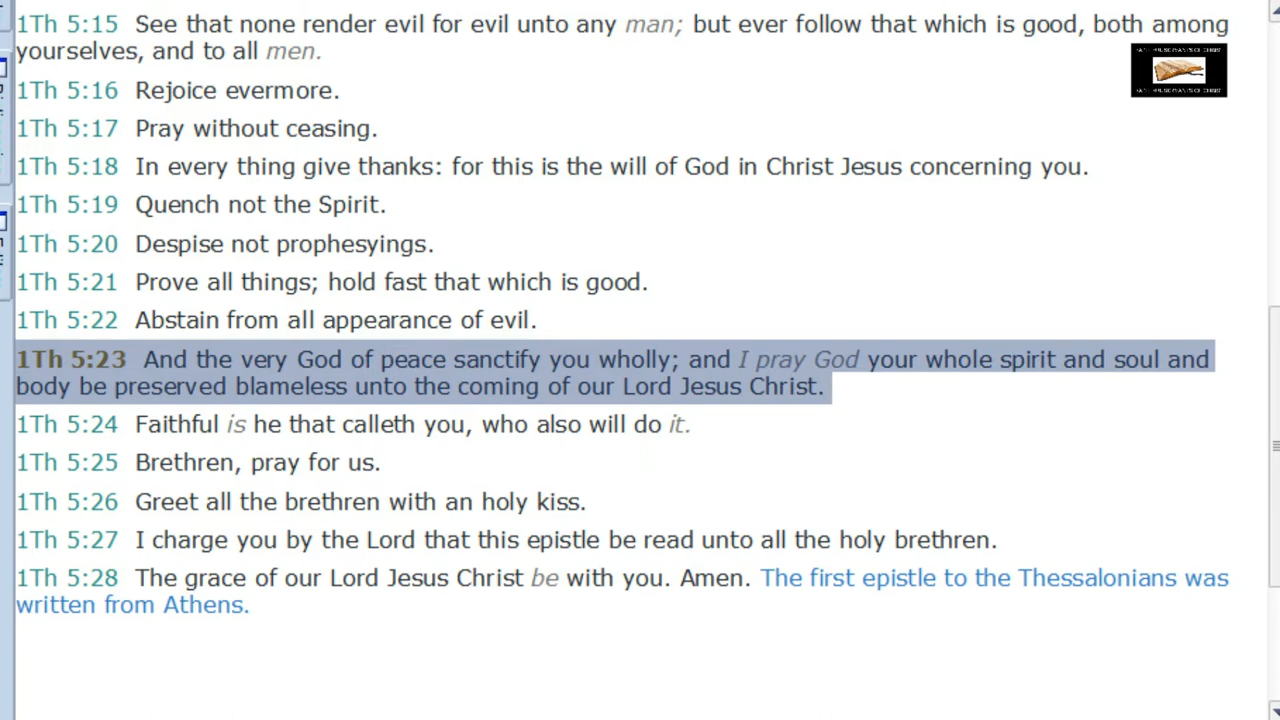 1Th 5:15 See that none render evil for evil unto any man; but ever follow that which is good, both among
yourselves, and to all men.
1Th 5:16 Rejoice evermore.
1Th 5:17 Pray without ceasing.
1Th 5:18 In every thing give thanks: for this is the will of God in Christ Jesus concerning you.
1Th 5:19 Quench not the Spirit.
1Th 5:20 Despise not prophesyings.
1Th 5:21 Prove all things; hold fast that which is good.
1Th 5:22 Abstain from all appearance of evil.
1Th 5:23 And the very God of peace sanctify you wholly; and I pray God your whole spirit and soul and
body be preserved blameless unto the coming of our Lord Jesus Christ.
1Th 5:24 Faithful is he that calleth you, who also will do it.
1Th 5:25 Brethren, pray for us.
1Th 5:26 Greet all the brethren with an holy kiss.
1Th 5:27 I charge you by the Lord that this epistle be read unto all the holy brethren.
1Th 5:28 The grace of our Lord Jesus Christ be with you. Amen. The first epistle to the Thessalonians was
written from Athens.